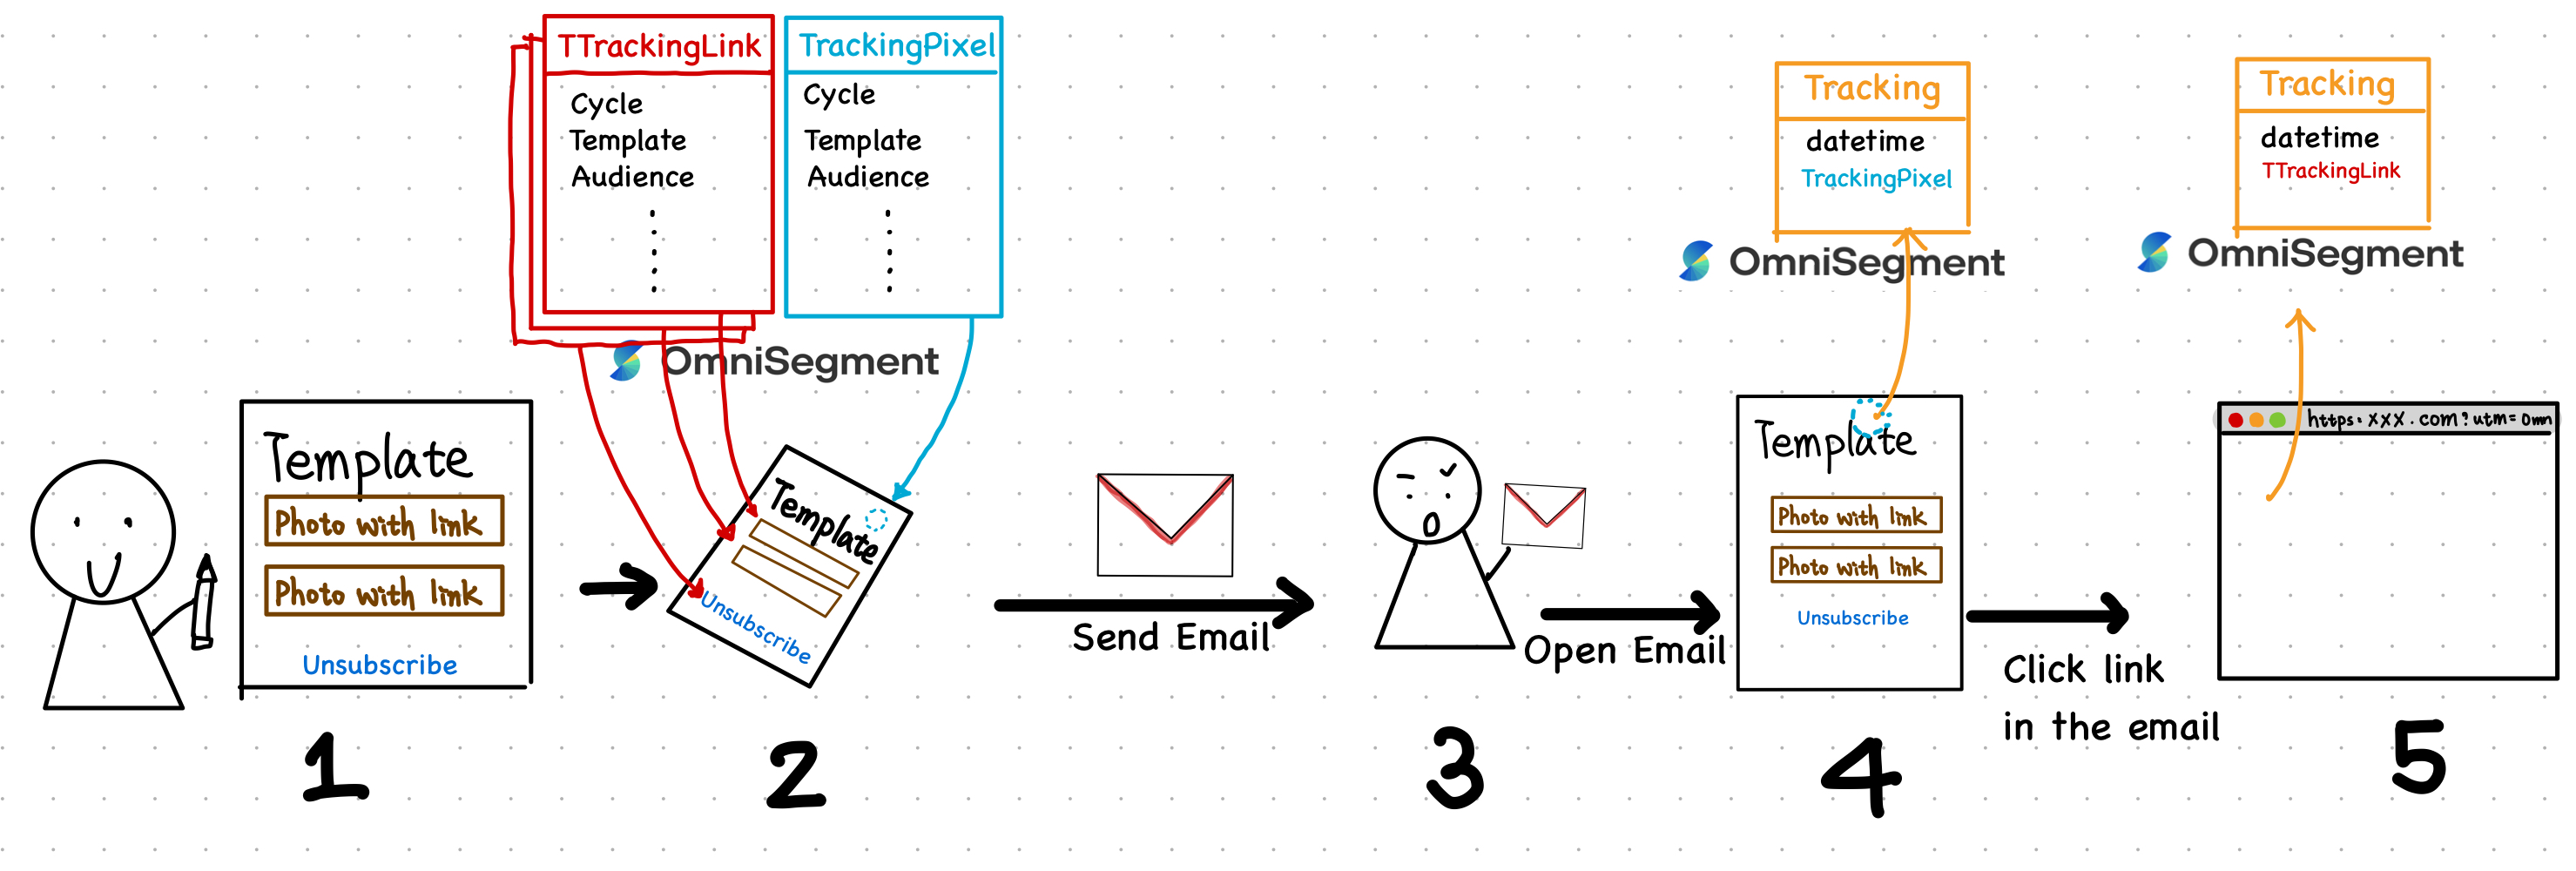 TTrackingLink
Cycle
Template
Audience
TrackingPixel
Cycle
Template
Audience
OmniSegment
Tracking
datetime
TrackingPixel
OmniSegment
Tracking
datetime
TTrackingLink
OmniSegment
Template
Photo with link
Photo with link
Unsubscribe
Template
Unsubscribe
Send Email
Open Email
Template
Photo with link
Photo with link
Unsubscribe
Click link
in the email
https: xxx.com?utm=omn
1
2
3
4
5